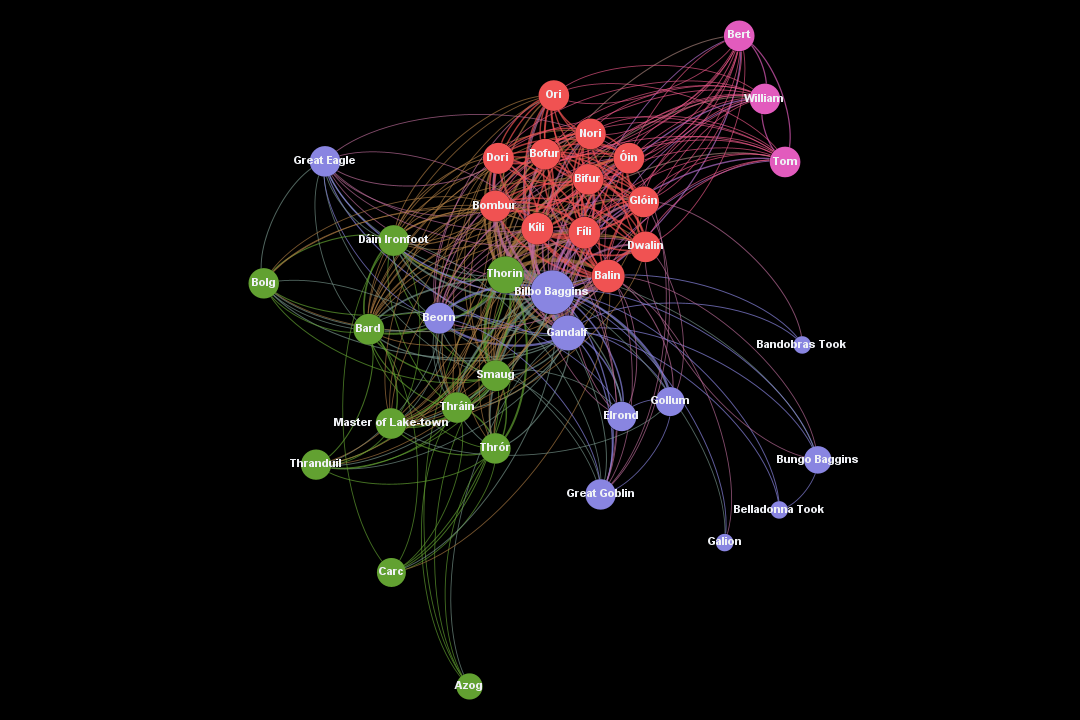 Bert
Ori
William
Nori
Dori
Bofur
Óin
Great Eagle
Tom
Bifur
Bombur
Glóin
Kíli
Fíli
Dáin Ironfoot
Dwalin
Thorin
Balin
Bolg
Bilbo Baggins
Beorn
Bard
Gandalf
Bandobras Took
Smaug
Thráin
Gollum
Elrond
Master of Lake-town
Thrór
Thranduil
Bungo Baggins
Great Goblin
Belladonna Took
Galion
Carc
Azog